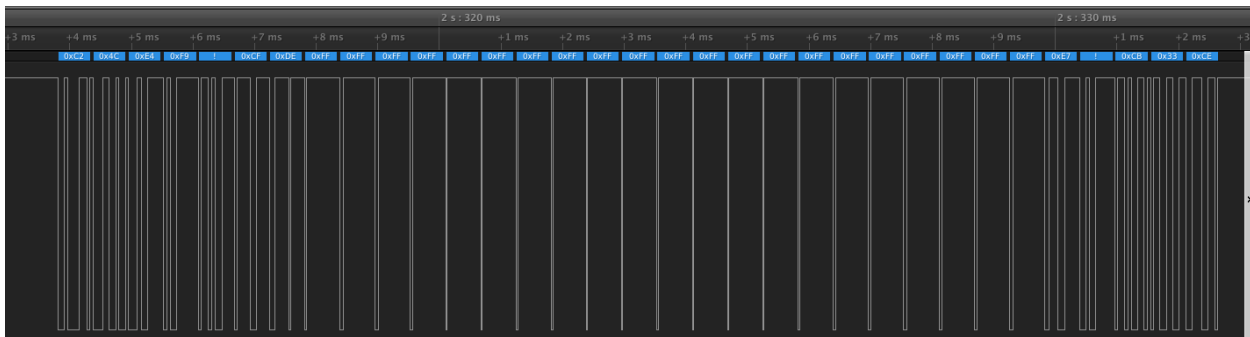 2 s : 320 ms 2 s : 330 ms
+3 ms +4 ms +5 ms +6 ms +7 ms +8 ms +9 ms +1 ms +2 ms +3 ms +4 ms +5 ms +6 ms +7 ms +8 ms +9 ms +1 ms +2 ms +3
0xC2 0x4C 0xE4 0xF9 ! 0xCF 0xDE 0xFF 0xFF 0xFF 0xFF 0xFF 0xFF 0xFF 0xFF 0xFF 0xFF 0xFF 0xFF 0xFF 0xFF 0xFF 0xFF 0xFF 0xFF 0xFF 0xFF 0xFF 0xE7 ! 0xCB 0x33 0xCE